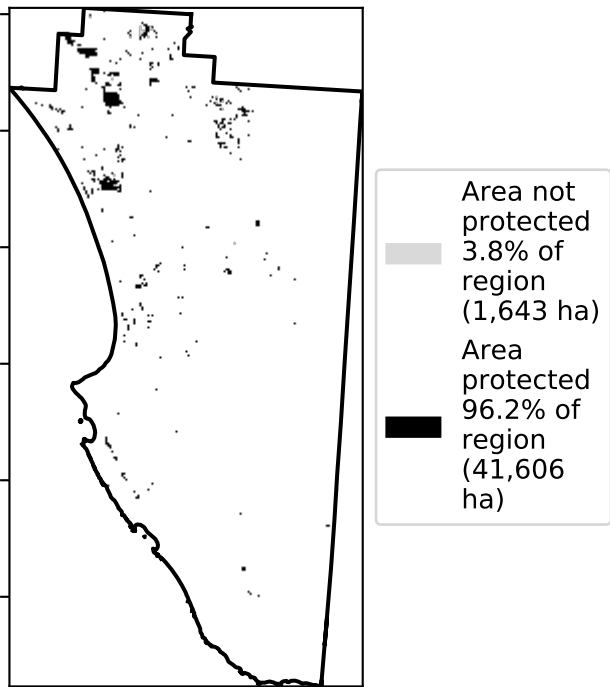 Area not
protected
3.8% of
region
(1,643 ha)
Area
protected
96.2% of
region
(41,606
ha)